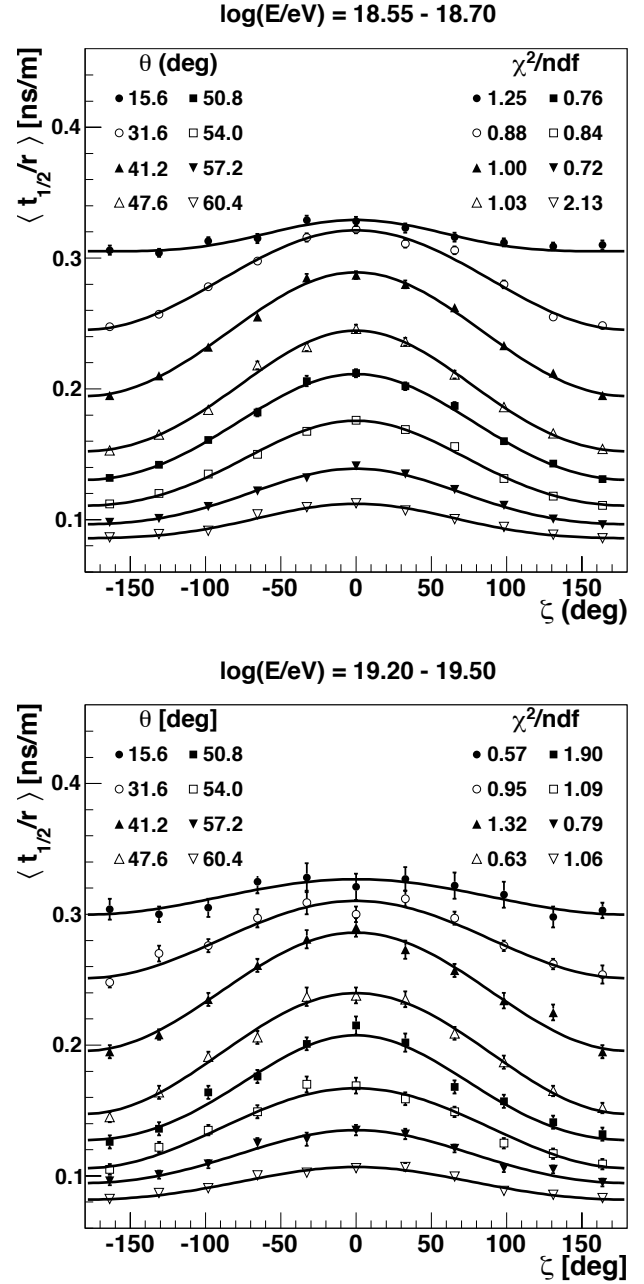 log(E/eV) = 18.55 - 18.70
⟨ t1/2/r ⟩ [ns/m]
θ (deg) χ²/ndf
● 15.6 ■ 50.8 ● 1.25 ■ 0.76
○ 31.6 □ 54.0 ○ 0.88 □ 0.84
▲ 41.2 ▼ 57.2 ▲ 1.00 ▼ 0.72
△ 47.6 ▽ 60.4 △ 1.03 ▽ 2.13
0.4
0.3
0.2
0.1
-150 -100 -50 0 50 100 150
ζ (deg)
log(E/eV) = 19.20 - 19.50
⟨ t1/2/r ⟩ [ns/m]
θ [deg] χ²/ndf
● 15.6 ■ 50.8 ● 0.57 ■ 1.90
○ 31.6 □ 54.0 ○ 0.95 □ 1.09
▲ 41.2 ▼ 57.2 ▲ 1.32 ▼ 0.79
△ 47.6 ▽ 60.4 △ 0.63 ▽ 1.06
0.4
0.3
0.2
0.1
-150 -100 -50 0 50 100 150
ζ [deg]